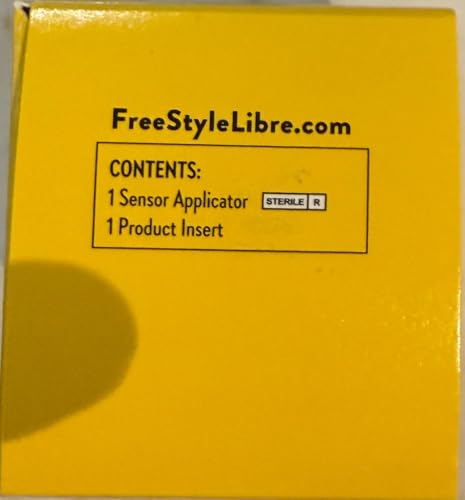 FreeStyleLibre.com
CONTENTS:
1 Sensor Applicator STERILE R
1 Product Insert